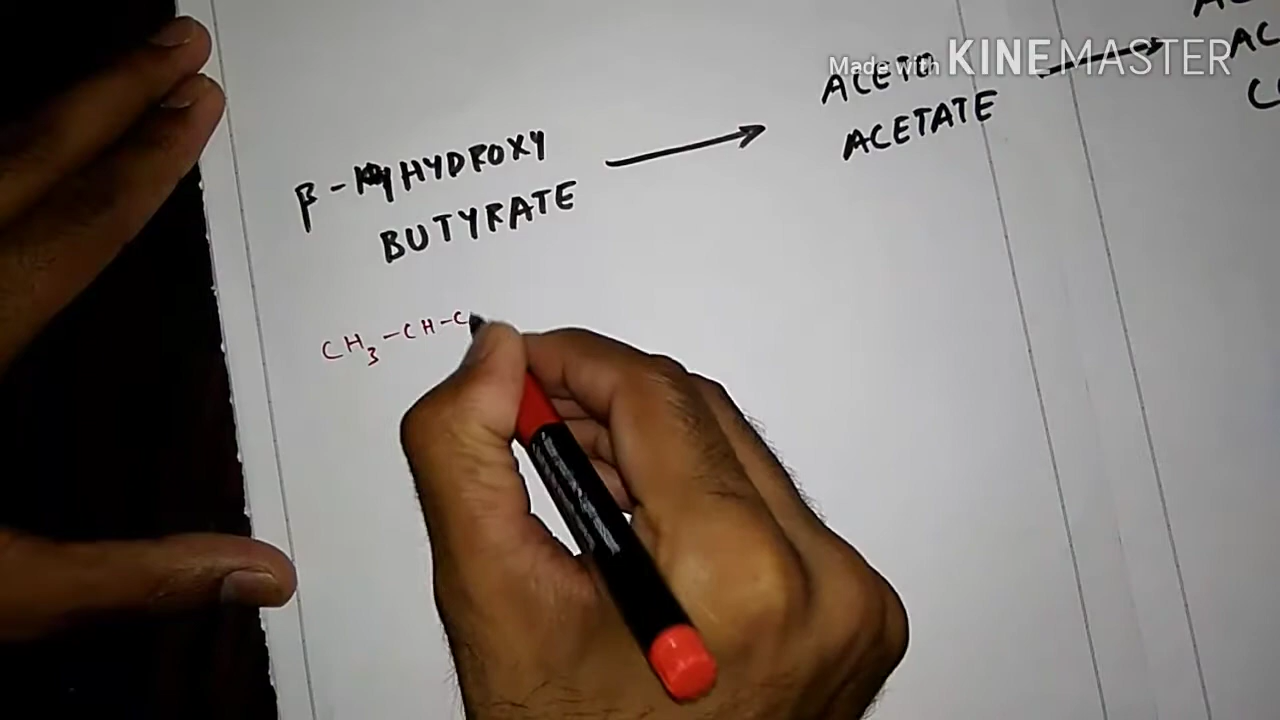 Made with KINEMASTER
β-HYDROXY
BUTYRATE
ACETO
ACETATE
CH3-CH-C